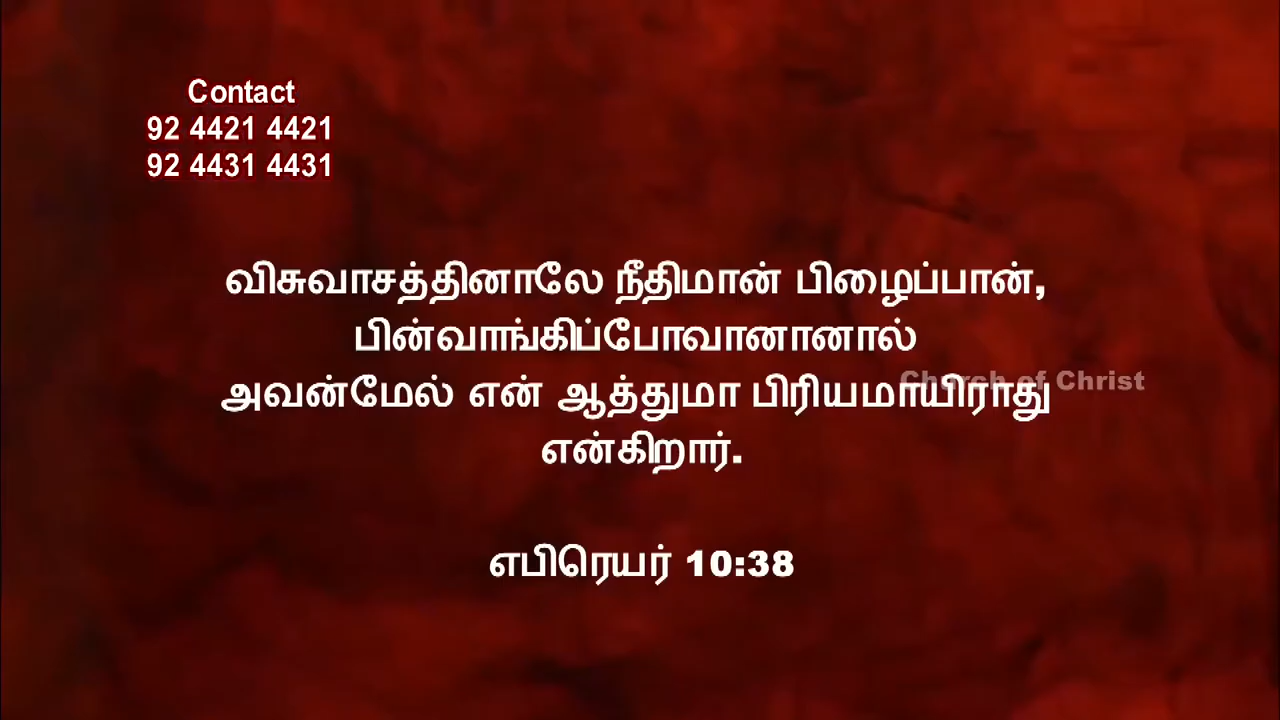 Contact
92 4421 4421
92 4431 4431
விசுவாசத்தினாலே நீதிமான் பிழைப்பான்,
பின்வாங்கிப்போவானானால்
அவன்மேல் என் ஆத்துமா பிரியமாயிராது
என்கிறார்.
Church of Christ
எபிரெயர் 10:38